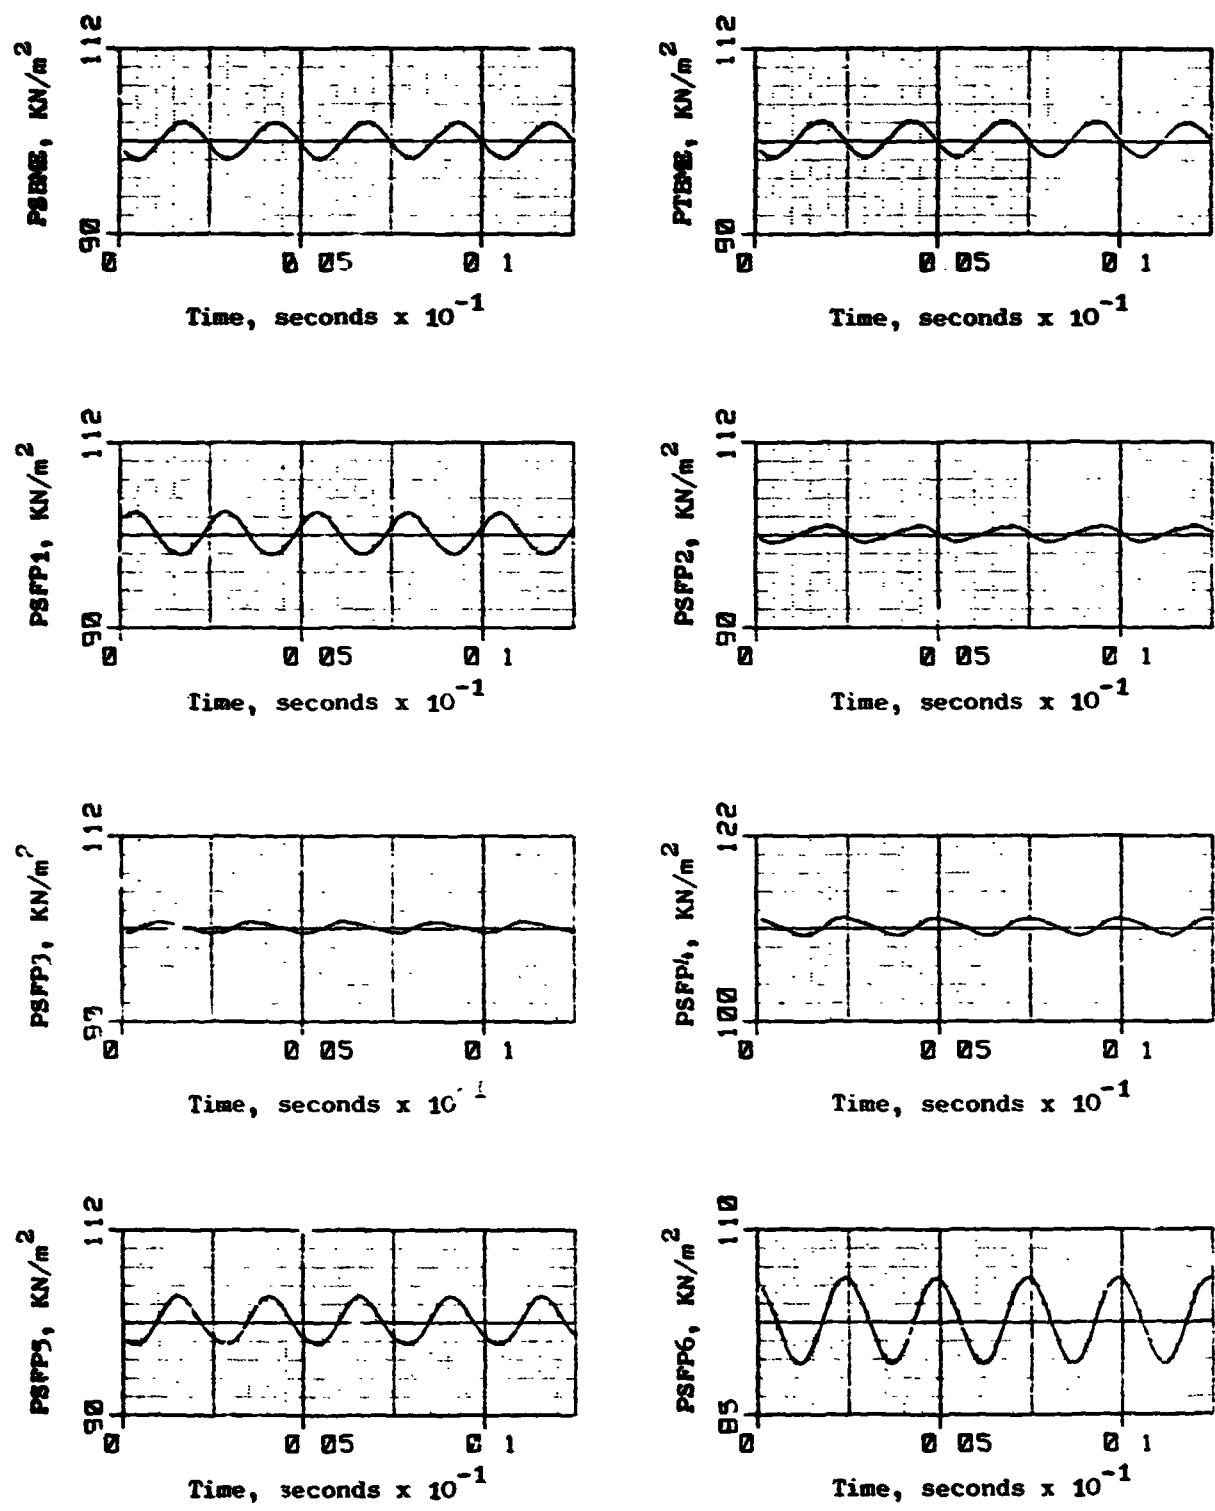 PSBME, KN/m²
112
90
0
0 05
0 1
Time, seconds x 10⁻¹
PTBME, KN/m²
112
90
0
0 05
0 1
Time, seconds x 10⁻¹
PSFP1, KN/m²
112
90
0
0 05
0 1
Time, seconds x 10⁻¹
PSFP2, KN/m²
112
90
0
0 05
0 1
Time, seconds x 10⁻¹
PSFP3, KN/m²
112
0
0 05
0 1
Time, seconds x 10⁻¹
PSFP4, KN/m²
122
100
0
0 05
0 1
Time, seconds x 10⁻¹
PSFP5, KN/m²
112
90
0
0 05
0 1
Time, seconds x 10⁻¹
PSFP6, KN/m²
110
85
0
0 05
0 1
Time, seconds x 10⁻¹